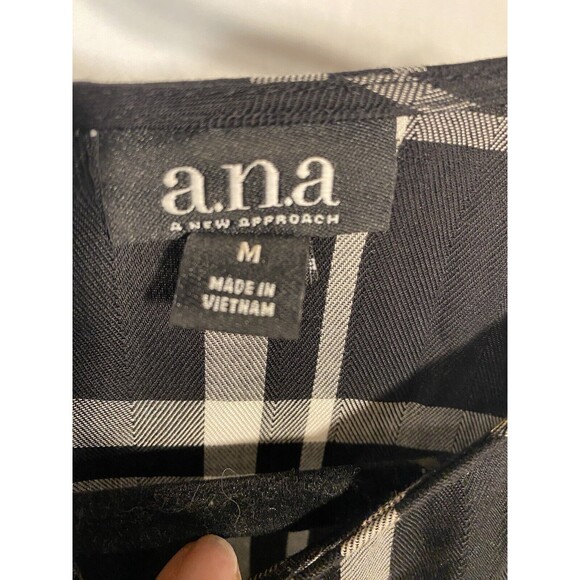 a.n.a
A NEW APPROACH
M
MADE IN
VIETNAM